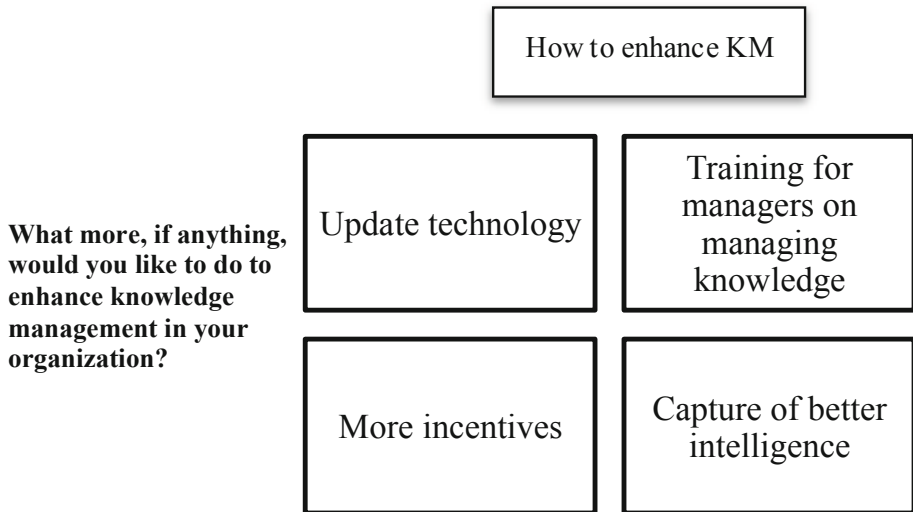 How to enhance KM
What more, if anything,
would you like to do to
enhance knowledge
management in your
organization?
Update technology
Training for
managers on
managing
knowledge
More incentives
Capture of better
intelligence